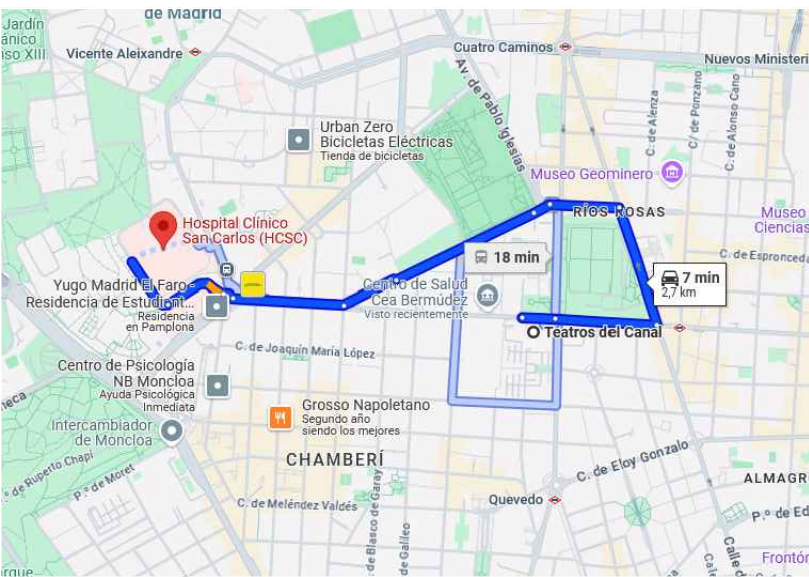 de Madrid
Jardín
ánico
nso XIII
Vicente Aleixandre
Cuatro Caminos
Nuevos Ministeri
Av. de Pablo Iglesias
C. de Alenza
C/ de Ponzano
C. de Alonso Cano
Urban Zero
Bicicletas Eléctricas
Tienda de bicicletas
Museo Geominero
RÍOS ROSAS
Museo
Ciencias
Hospital Clínico
San Carlos (HCSC)
18 min
C. de Espronceda
7 min
2,7 km
Yugo Madrid El Faro -
Residencia de Estudiant...
Residencia
en Pamplona
Centro de Salud
Cea Bermúdez
Visto recientemente
Teatros del Canal
C. de Joaquín María López
Centro de Psicología
NB Moncloa
Ayuda Psicológica
Inmediata
Grosso Napoletano
Segundo año
siendo los mejores
Intercambiador
de Moncloa
CHAMBERÍ
C. de Eloy Gonzalo
ALMAGR
C. de Ruperto Chapí
P.º de Moret
C. de Meléndez Valdés
Quevedo
P.º de Ed
C. de Blasco de Garay
C. de Galileo
Calle d
Frontór
arque